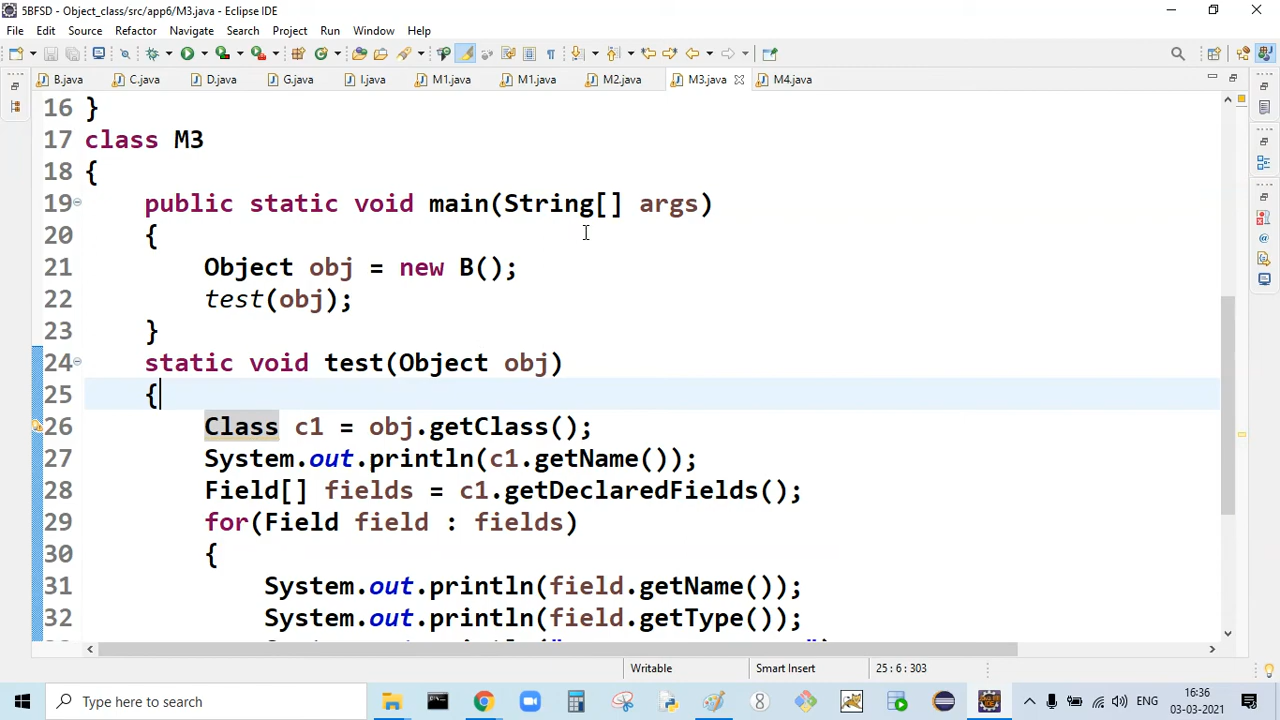 5BFSD - Object_class/src/app6/M3.java - Eclipse IDE
File Edit Source Refactor Navigate Search Project Run Window Help
B.java C.java D.java G.java I.java M1.java M1.java M2.java M3.java M4.java
16 }
17 class M3
18 {
19 public static void main(String[] args)
20 {
21 Object obj = new B();
22 test(obj);
23 }
24 static void test(Object obj)
25 {
26 Class c1 = obj.getClass();
27 System.out.println(c1.getName());
28 Field[] fields = c1.getDeclaredFields();
29 for(Field field : fields)
30 {
31 System.out.println(field.getName());
32 System.out.println(field.getType());
Writable Smart Insert 25 : 6 : 303
Type here to search
ENG
6:36
03-03-2021